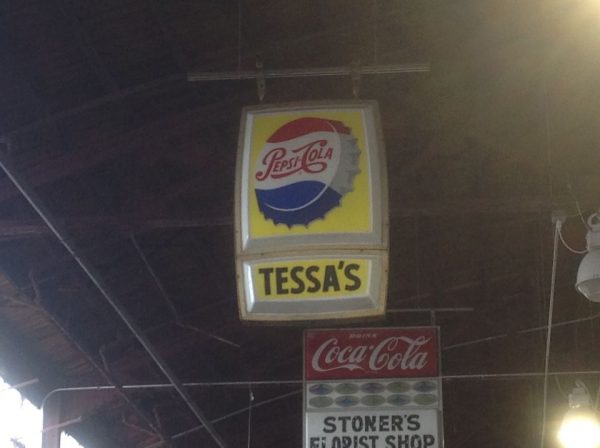 PEPSI-COLA
TESSA'S
DRINK
Coca-Cola
STONER'S
FLORIST SHOP